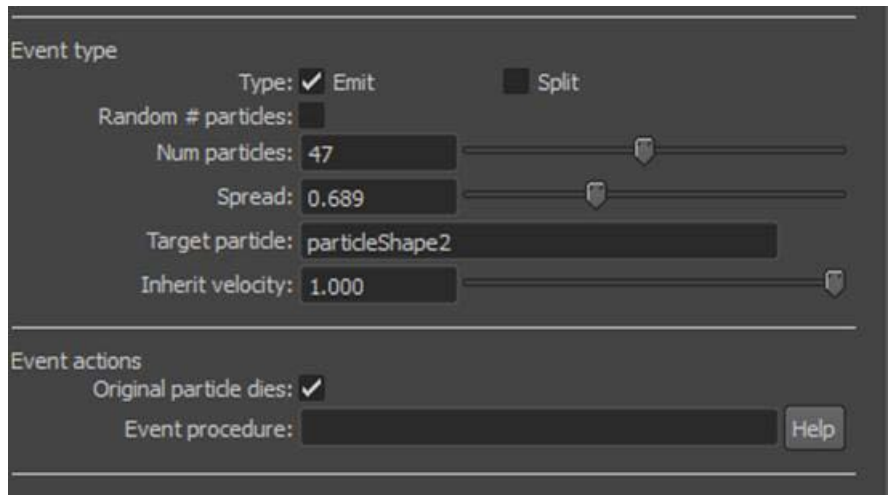 Event type
Type: Emit Split
Random # particles:
Num particles: 47
Spread: 0.689
Target particle: particleShape2
Inherit velocity: 1.000
Event actions
Original particle dies:
Event procedure: Help